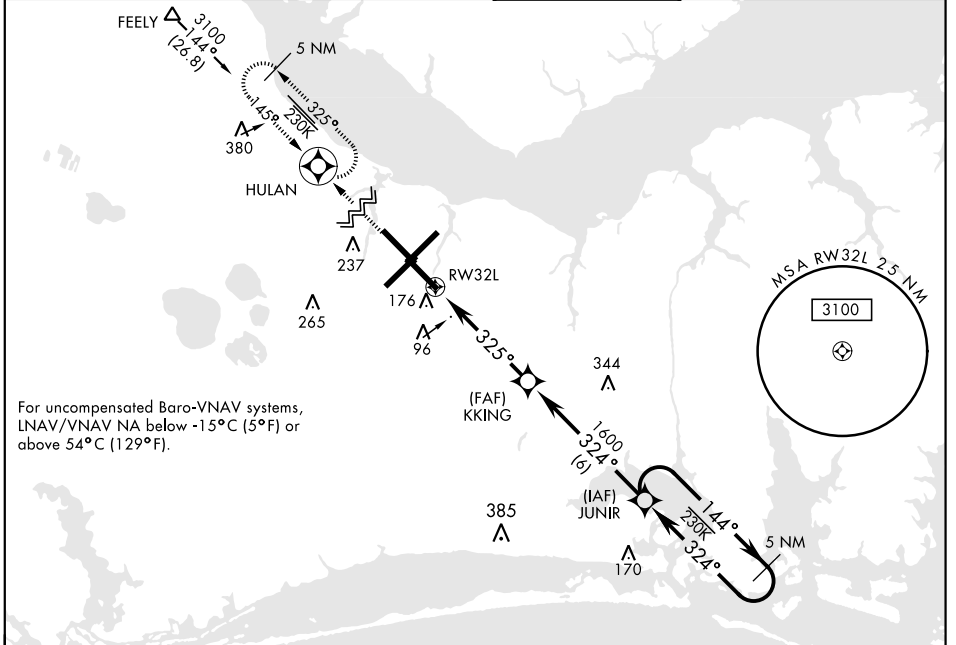 FEELY
3100
144°
(26.8)
5 NM
325°
230K
145°
380
HULAN
237
RW32L
176
265
96
325°
MSA RW32L 25 NM
3100
344
(FAF)
KKING
For uncompensated Baro-VNAV systems,
LNAV/VNAV NA below -15°C (5°F) or
above 54°C (129°F).
1600
324°
(6)
(IAF)
JUNIR
144°
230K
324°
5 NM
385
170